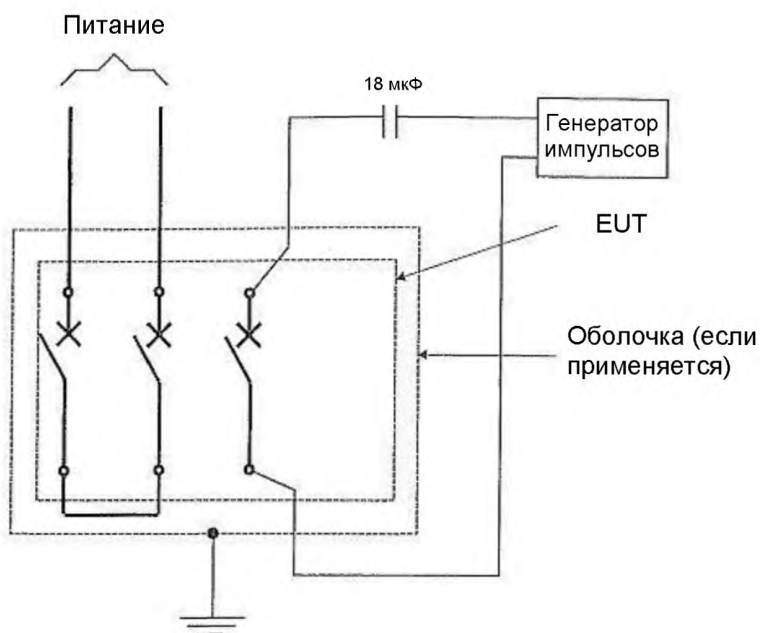 Питание
18 мкФ
Генератор
импульсов
EUT
Оболочка (если
применяется)